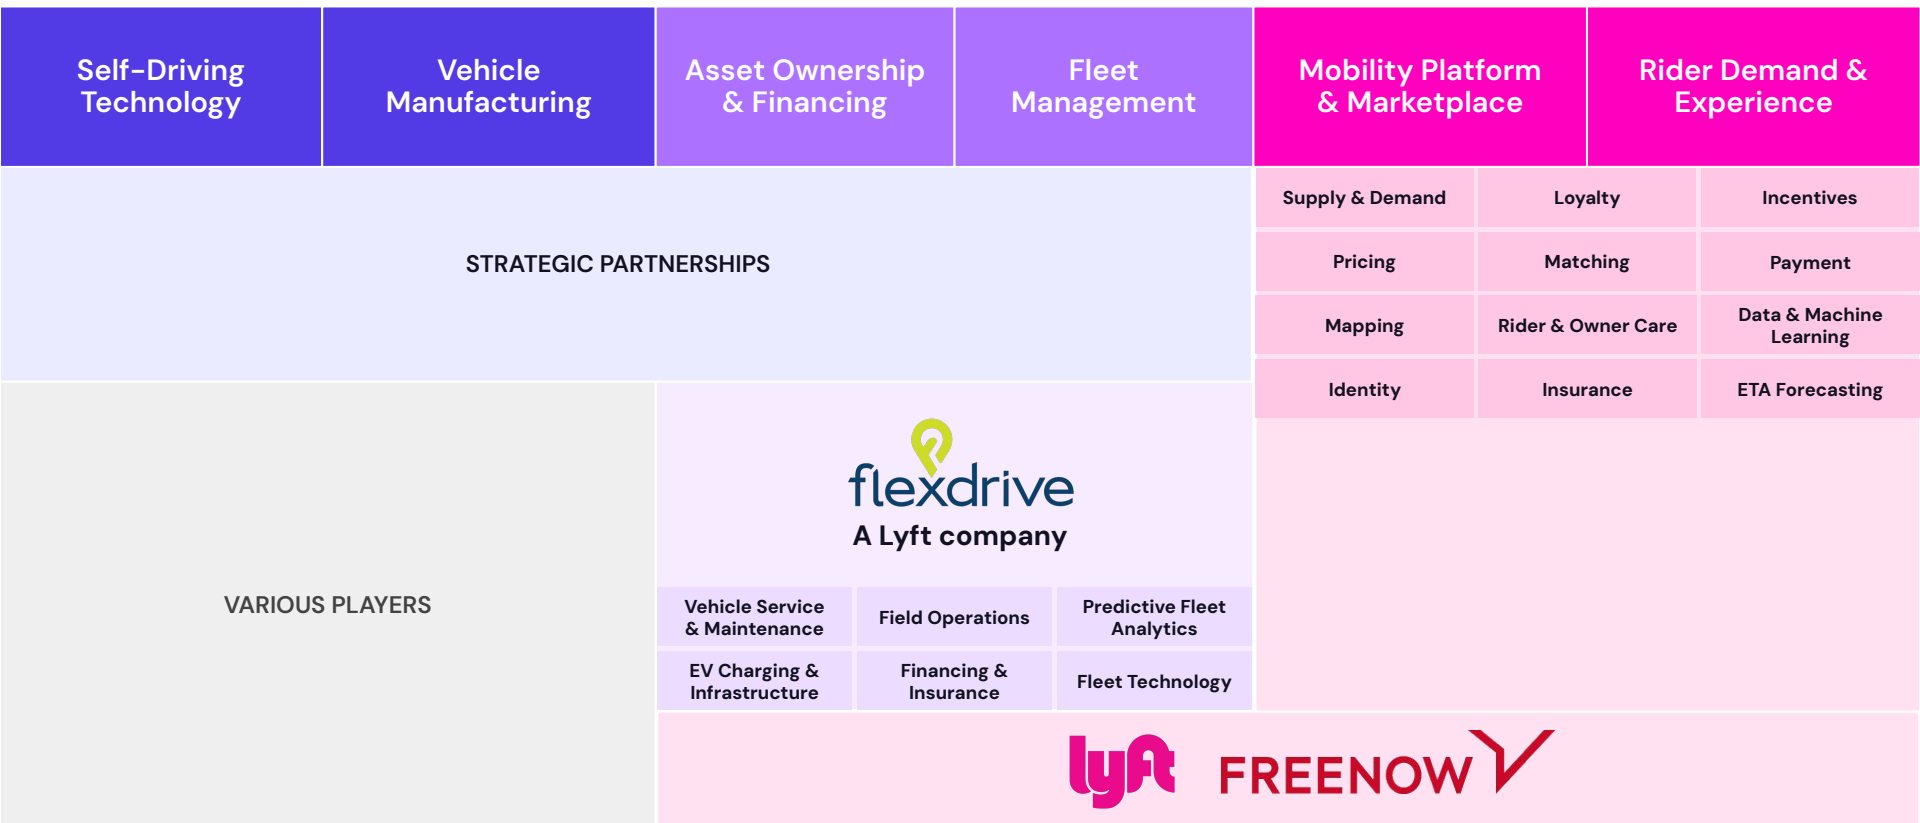 Self-Driving
Technology
Vehicle
Manufacturing
Asset Ownership
& Financing
Fleet
Management
Mobility Platform
& Marketplace
Rider Demand &
Experience
STRATEGIC PARTNERSHIPS
Supply & Demand
Loyalty
Incentives
Pricing
Matching
Payment
Mapping
Rider & Owner Care
Data & Machine
Learning
Identity
Insurance
ETA Forecasting
VARIOUS PLAYERS
flexdrive
A Lyft company
Vehicle Service
& Maintenance
Field Operations
Predictive Fleet
Analytics
EV Charging &
Infrastructure
Financing &
Insurance
Fleet Technology
lyft
FREENOW